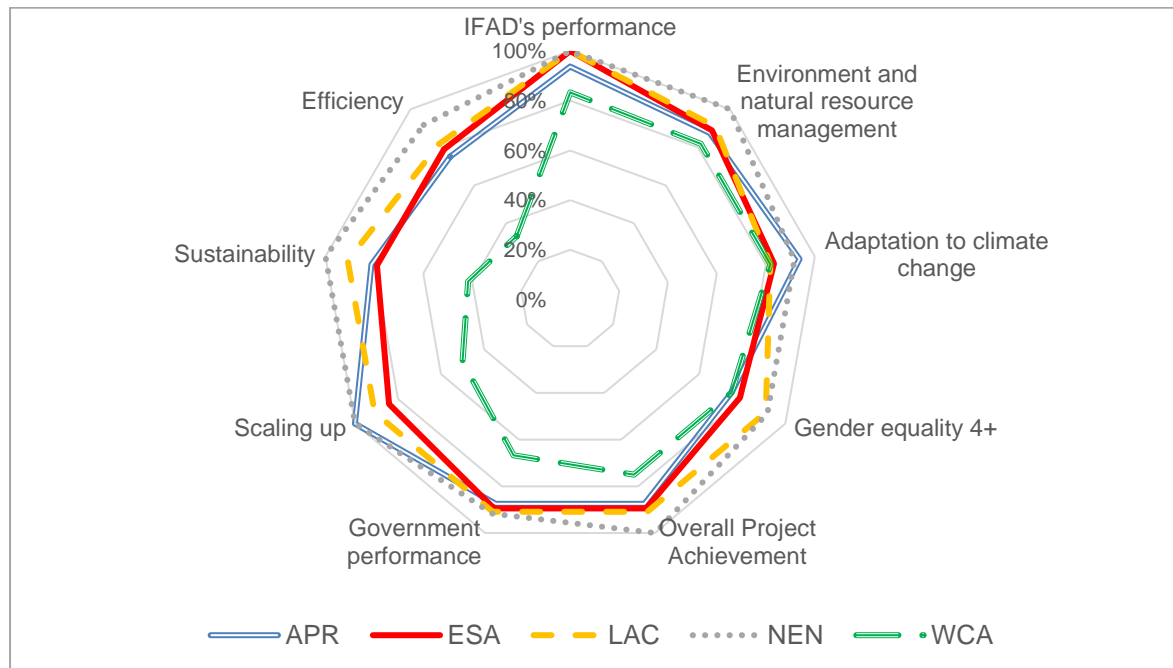 IFAD's performance
100%
80%
60%
40%
20%
0%
Environment and
natural resource
management
Adaptation to climate
change
Gender equality 4+
Overall Project
Achievement
Government
performance
Scaling up
Sustainability
Efficiency
APR
ESA
LAC
NEN
WCA